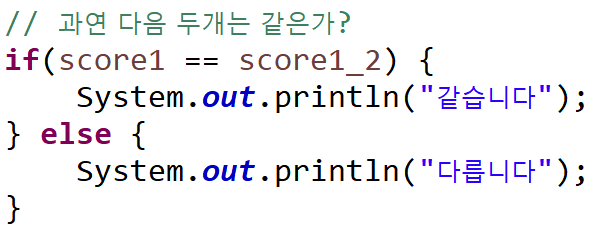 // 과연 다음 두개는 같은가?
if(score1 == score1_2) {
    System.out.println("같습니다");
} else {
    System.out.println("다릅니다");
}